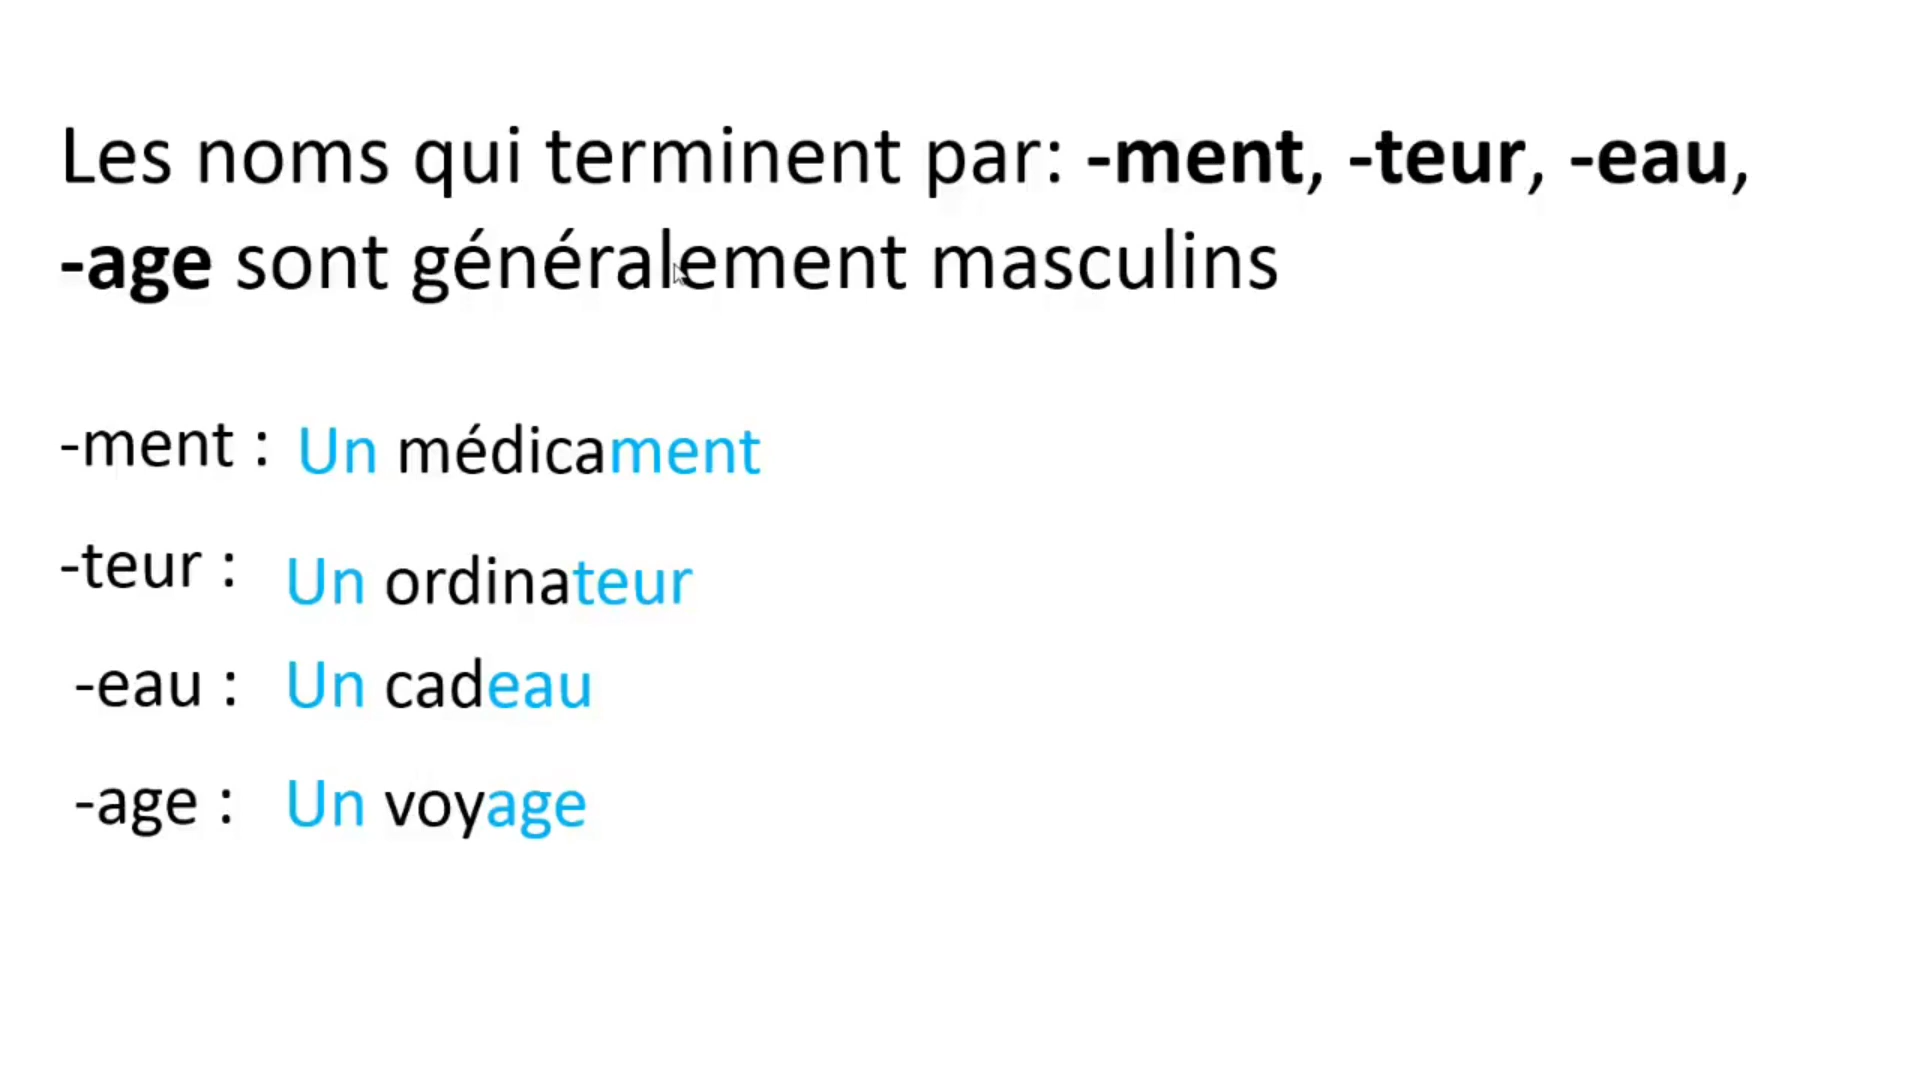 Les noms qui terminent par: -ment, -teur, -eau,
-age sont généralement masculins
-ment : Un médicament
-teur : Un ordinateur
-eau : Un cadeau
-age : Un voyage